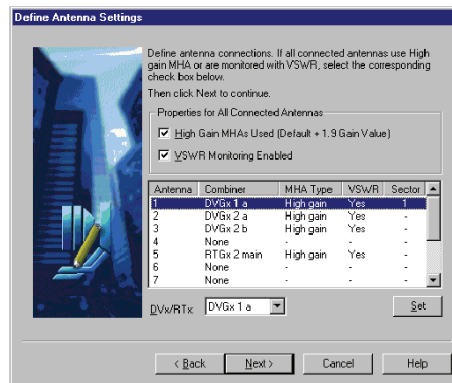 Define Antenna Settings
Define antenna connections. If all connected antennas use High
gain MHA or are monitored with VSWR, select the corresponding
check box below.
Then click Next to continue.
Properties for All Connected Antennas
High Gain MHAs Used (Default + 1.9 Gain Value)
VSWR Monitoring Enabled
Antenna Combiner MHA Type VSWR Sector
1 DVGx 1 a High gain Yes 1
2 DVGx 2 a High gain Yes -
3 DVGx 2 b High gain Yes -
4 None - - -
5 RTGx 2 main High gain Yes -
6 None - - -
7 None - - -
DVx/RTx DVGx 1 a Set
< Back Next > Cancel Help